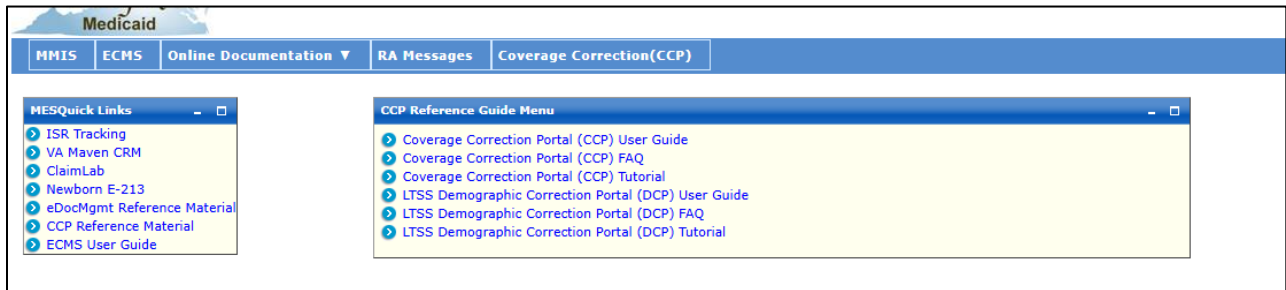 Medicaid
MMIS ECMS Online Documentation ▼ RA Messages Coverage Correction(CCP)
MESQuick Links
ISR Tracking
VA Maven CRM
ClaimLab
Newborn E-213
eDocMgmt Reference Material
CCP Reference Material
ECMS User Guide
CCP Reference Guide Menu
Coverage Correction Portal (CCP) User Guide
Coverage Correction Portal (CCP) FAQ
Coverage Correction Portal (CCP) Tutorial
LTSS Demographic Correction Portal (DCP) User Guide
LTSS Demographic Correction Portal (DCP) FAQ
LTSS Demographic Correction Portal (DCP) Tutorial